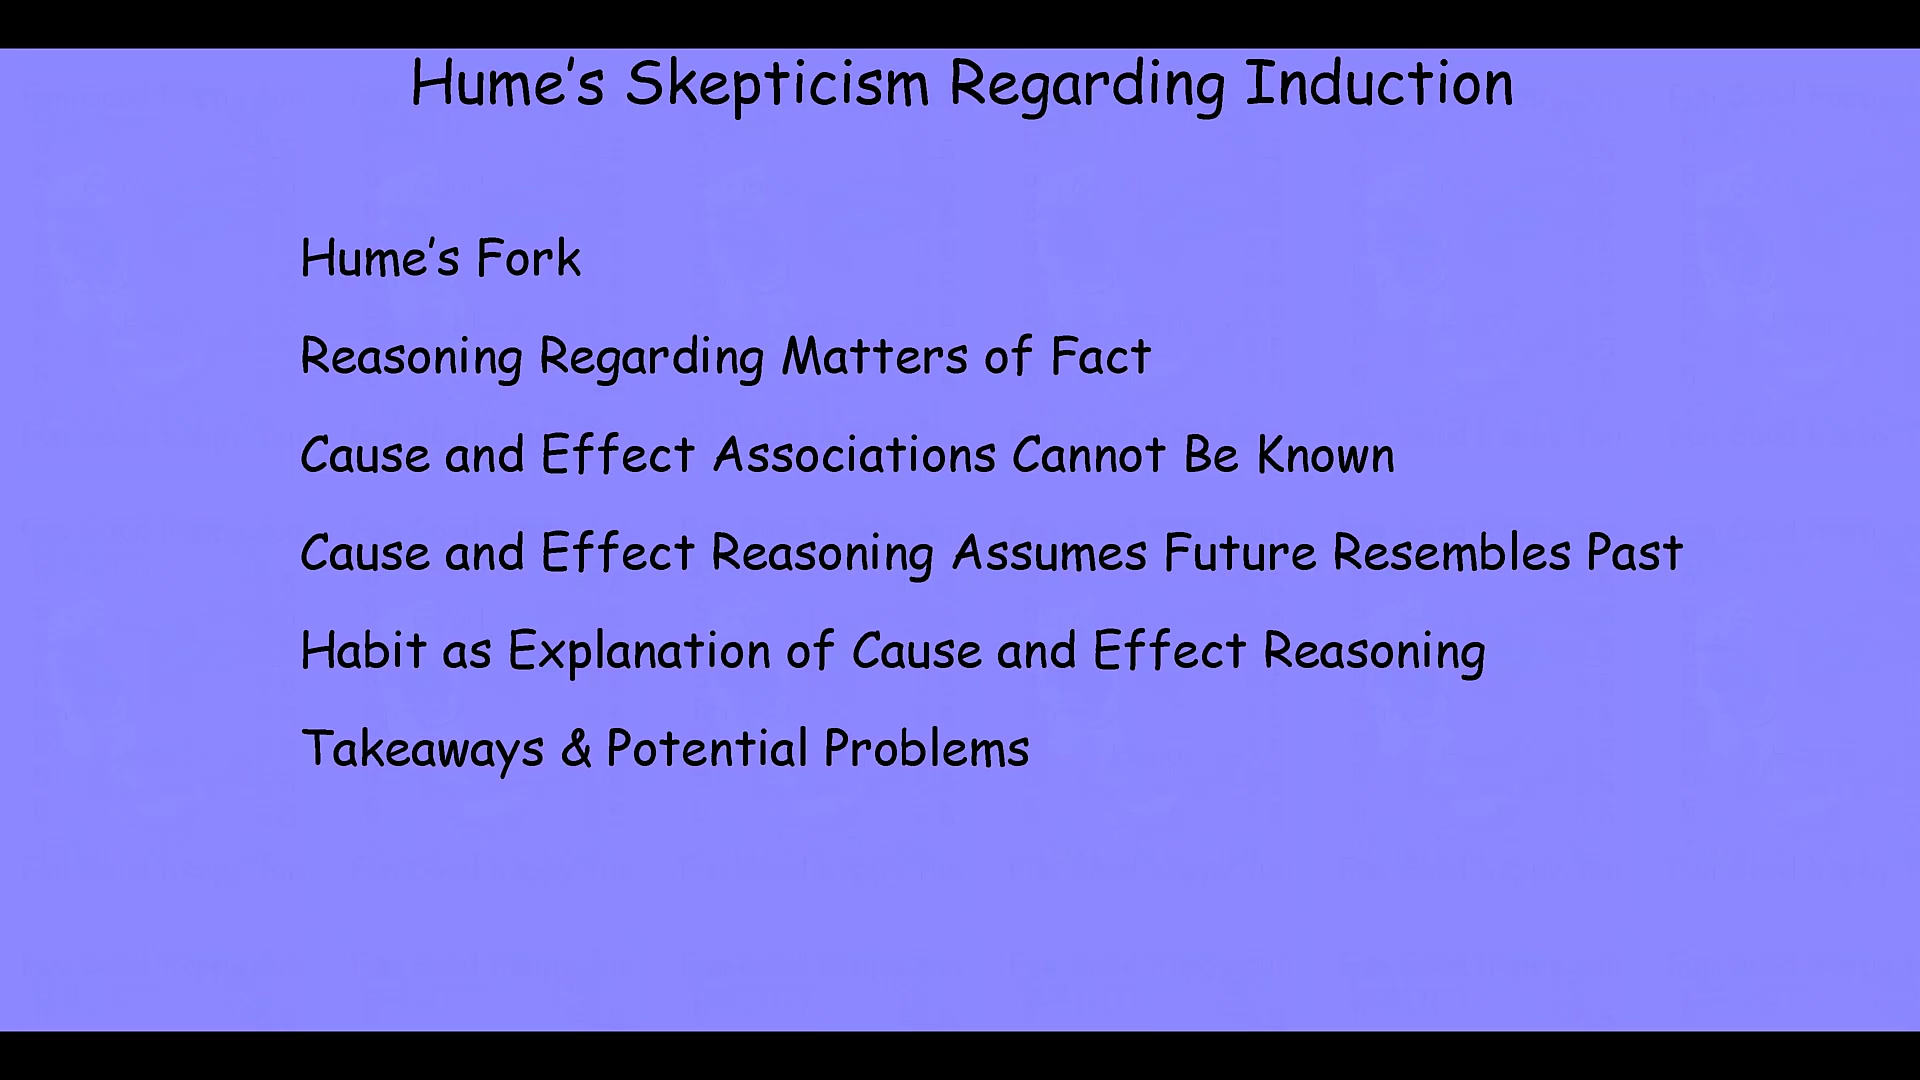 Hume’s Skepticism Regarding Induction
Hume’s Fork
Reasoning Regarding Matters of Fact
Cause and Effect Associations Cannot Be Known
Cause and Effect Reasoning Assumes Future Resembles Past
Habit as Explanation of Cause and Effect Reasoning
Takeaways & Potential Problems